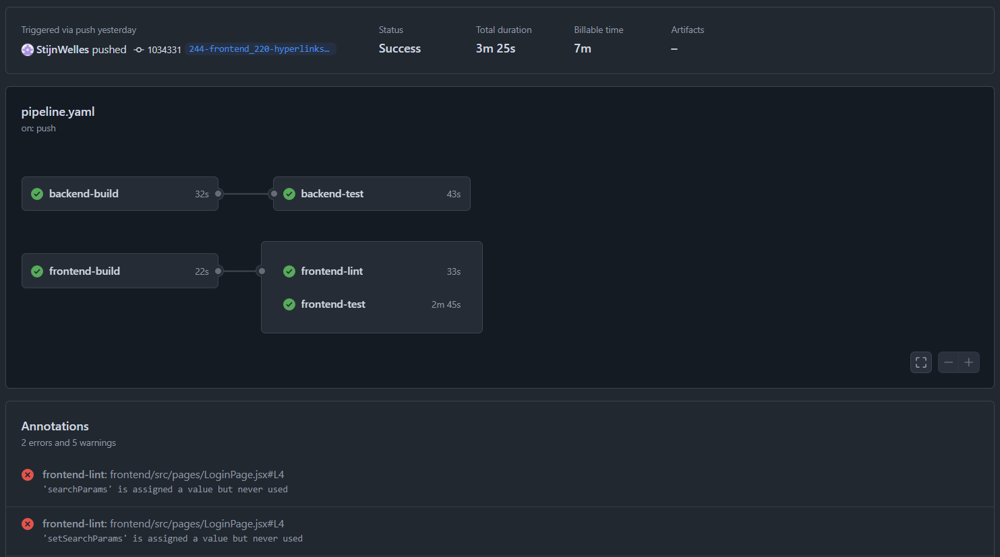 Triggered via push yesterday
StijnWelles pushed 1034331 244-frontend_220-hyperlinks…
Status
Success
Total duration
3m 25s
Billable time
7m
Artifacts
–
pipeline.yaml
on: push
backend-build 32s
backend-test 43s
frontend-build 22s
frontend-lint 33s
frontend-test 2m 45s
Annotations
2 errors and 5 warnings
frontend-lint: frontend/src/pages/LoginPage.jsx#L4
'searchParams' is assigned a value but never used
frontend-lint: frontend/src/pages/LoginPage.jsx#L4
'setSearchParams' is assigned a value but never used